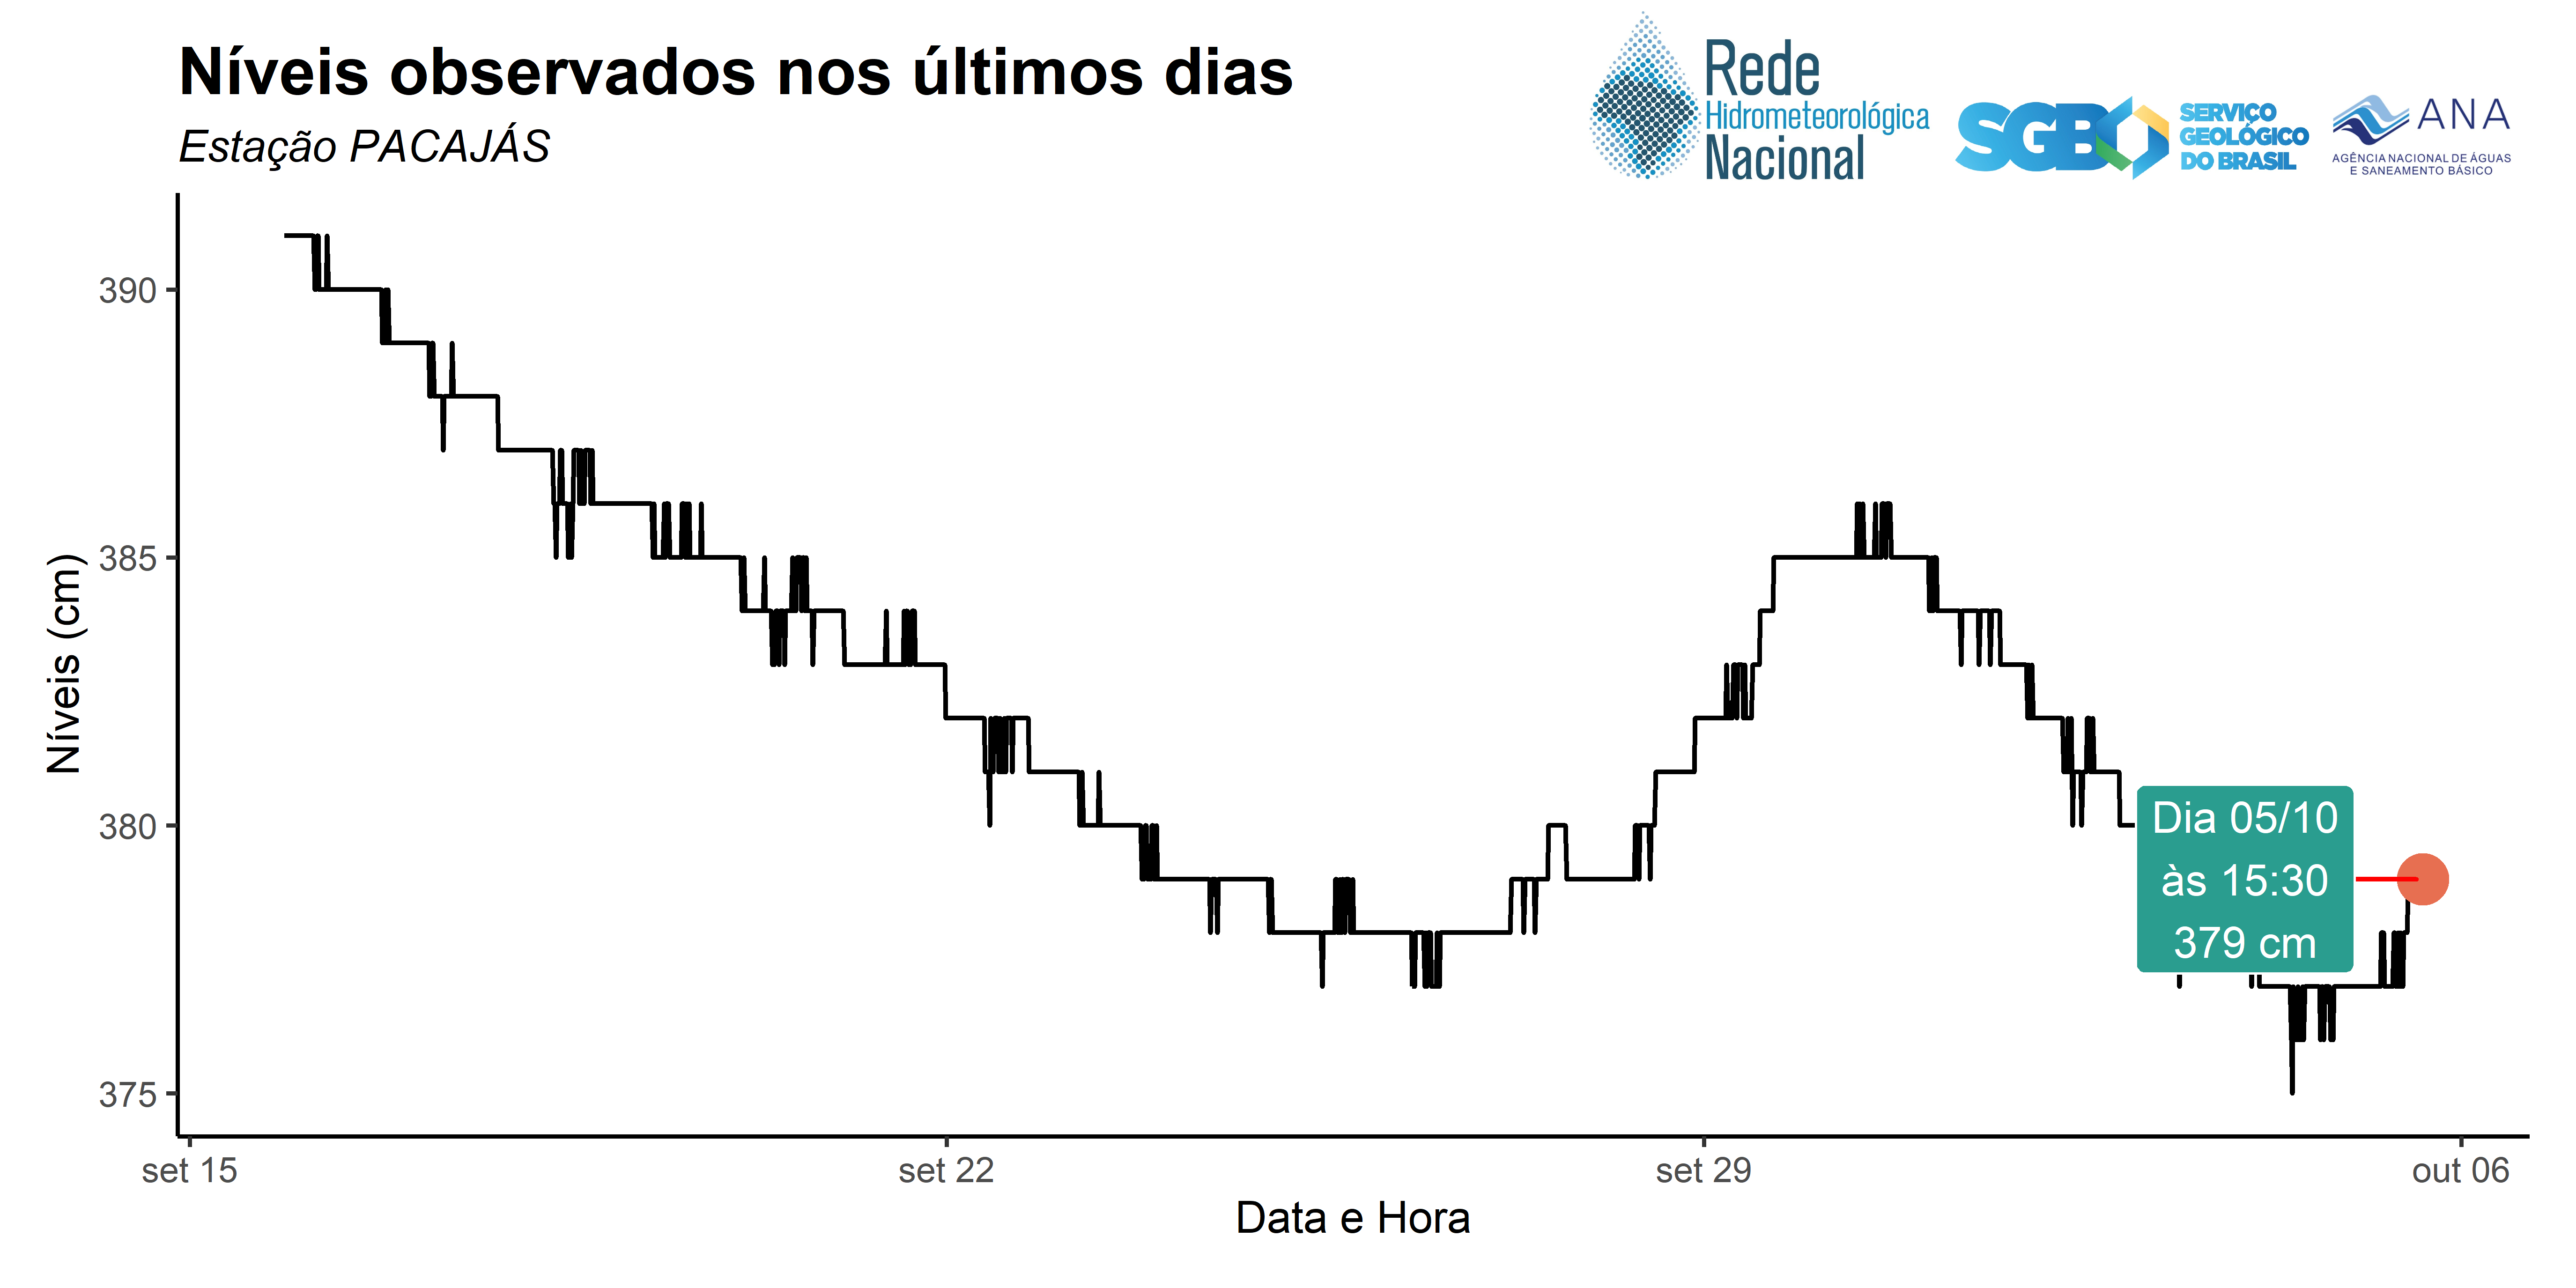 Níveis observados nos últimos dias
Estação PACAJÁS
Rede
Hidrometeorológica
Nacional
SGB
SERVIÇO
GEOLÓGICO
DO BRASIL
ANA
AGÊNCIA NACIONAL DE ÁGUAS
E SANEAMENTO BÁSICO
Níveis (cm)
390
385
380
375
Dia 05/10
às 15:30
379 cm
set 15
set 22
set 29
out 06
Data e Hora